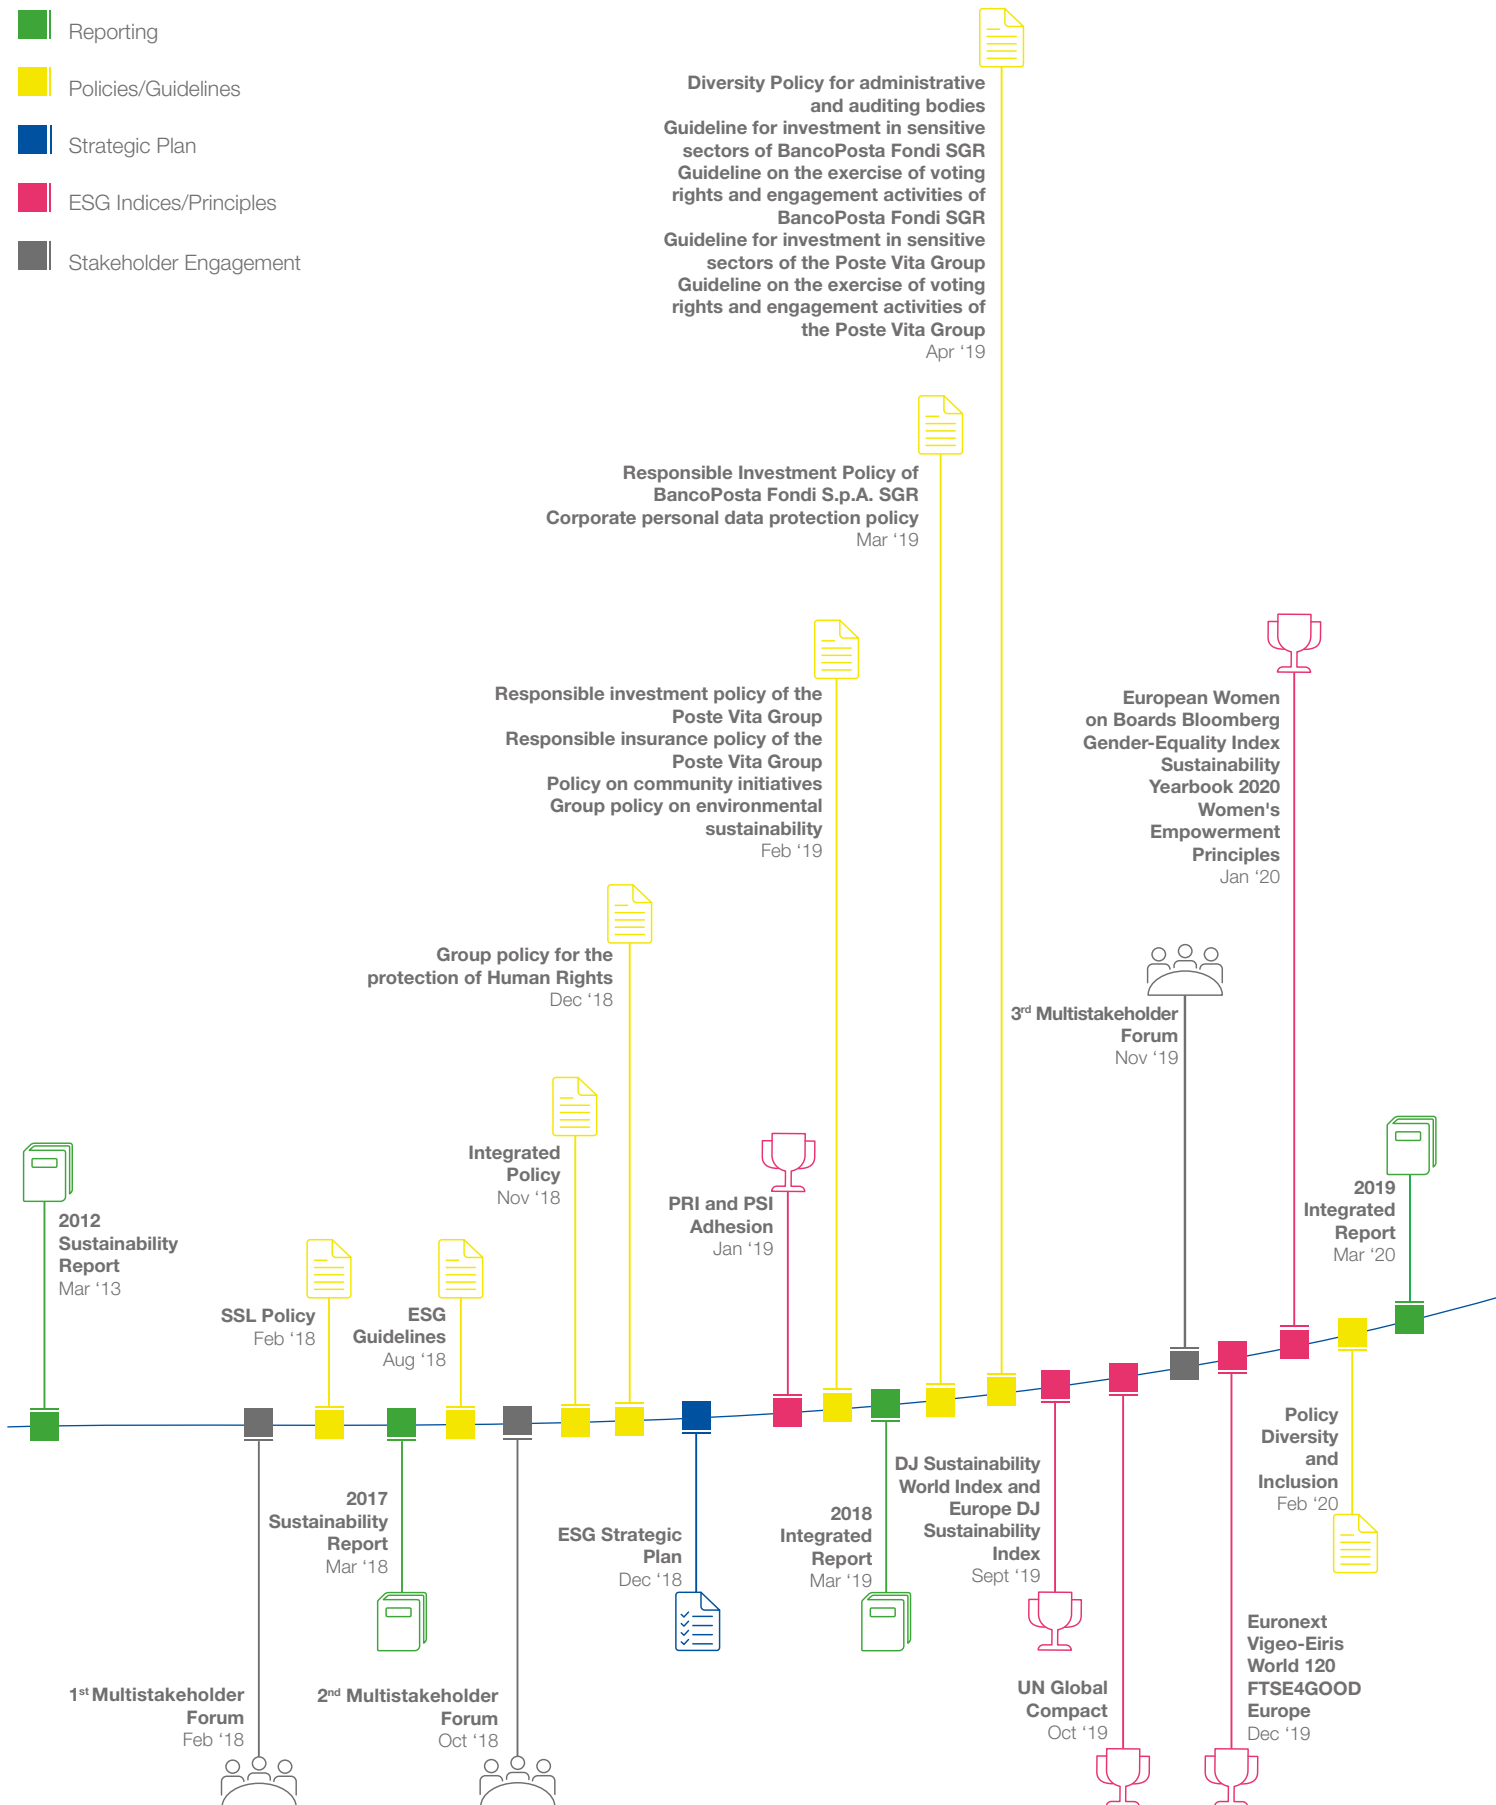 Reporting
Policies/Guidelines
Strategic Plan
ESG Indices/Principles
Stakeholder Engagement
Diversity Policy for administrative
and auditing bodies
Guideline for investment in sensitive
sectors of BancoPosta Fondi SGR
Guideline on the exercise of voting
rights and engagement activities of
BancoPosta Fondi SGR
Guideline for investment in sensitive
sectors of the Poste Vita Group
Guideline on the exercise of voting
rights and engagement activities of
the Poste Vita Group
Apr ‘19
Responsible Investment Policy of
BancoPosta Fondi S.p.A. SGR
Corporate personal data protection policy
Mar ‘19
Responsible investment policy of the
Poste Vita Group
Responsible insurance policy of the
Poste Vita Group
Policy on community initiatives
Group policy on environmental
sustainability
Feb ‘19
European Women
on Boards Bloomberg
Gender-Equality Index
Sustainability
Yearbook 2020
Women's
Empowerment
Principles
Jan ‘20
Group policy for the
protection of Human Rights
Dec ‘18
3rd Multistakeholder
Forum
Nov ‘19
Integrated
Policy
Nov ‘18
PRI and PSI
Adhesion
Jan ‘19
2019
Integrated
Report
Mar ‘20
2012
Sustainability
Report
Mar ‘13
SSL Policy
Feb ‘18
ESG
Guidelines
Aug ‘18
2017
Sustainability
Report
Mar ‘18
ESG Strategic
Plan
Dec ‘18
2018
Integrated
Report
Mar ‘19
DJ Sustainability
World Index and
Europe DJ
Sustainability
Index
Sept ‘19
Policy
Diversity
and
Inclusion
Feb ‘20
1st Multistakeholder
Forum
Feb ‘18
2nd Multistakeholder
Forum
Oct ‘18
UN Global
Compact
Oct ‘19
Euronext
Vigeo-Eiris
World 120
FTSE4GOOD
Europe
Dec ‘19